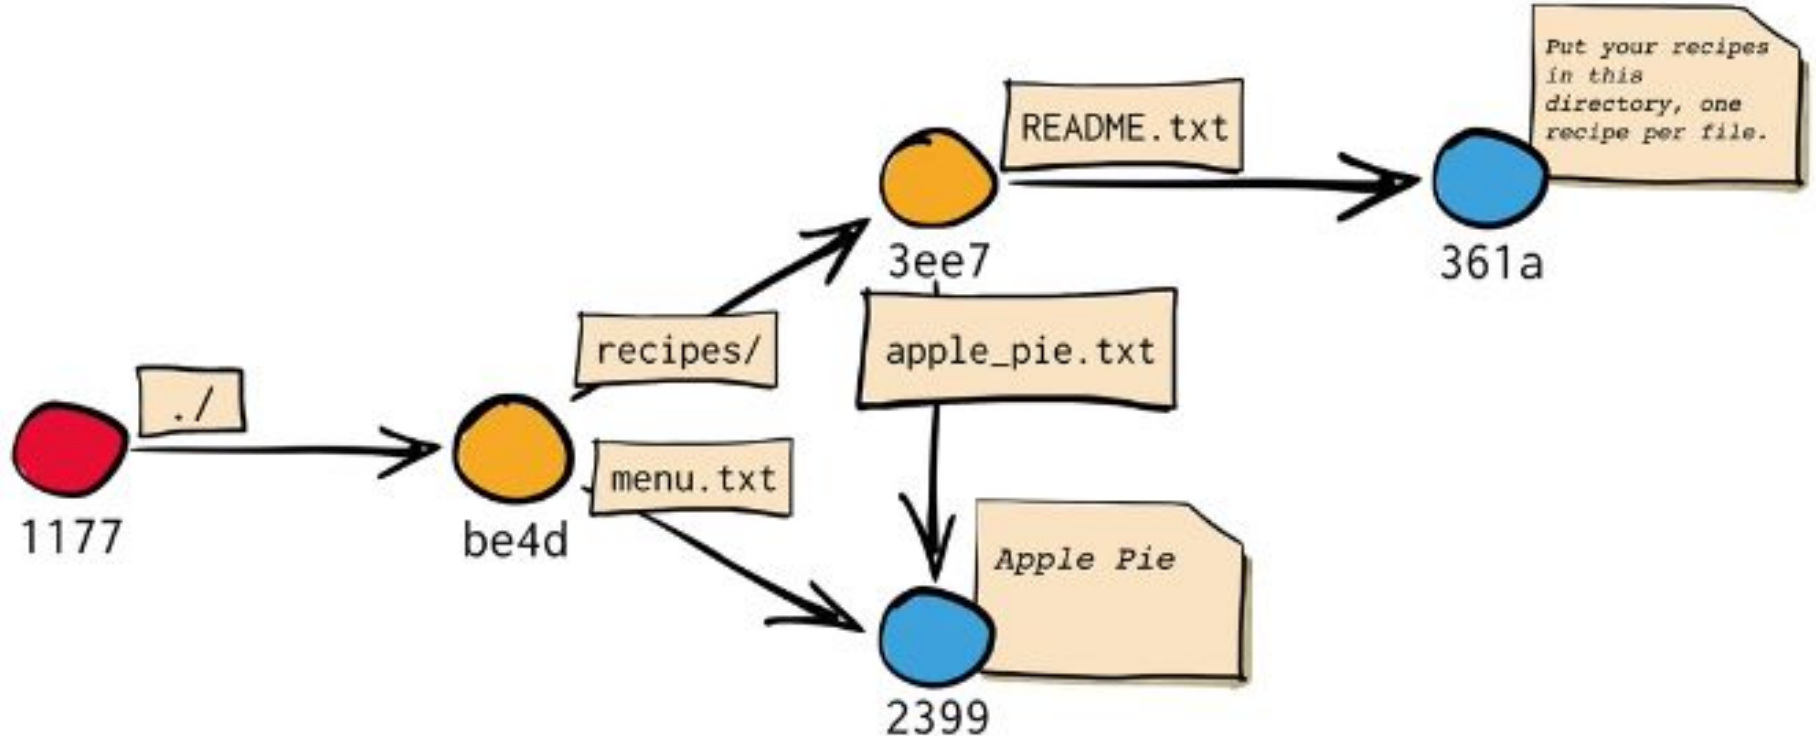 Put your recipes
in this
directory, one
recipe per file.
README.txt
3ee7
361a
recipes/
apple_pie.txt
./
menu.txt
1177
be4d
Apple Pie
2399